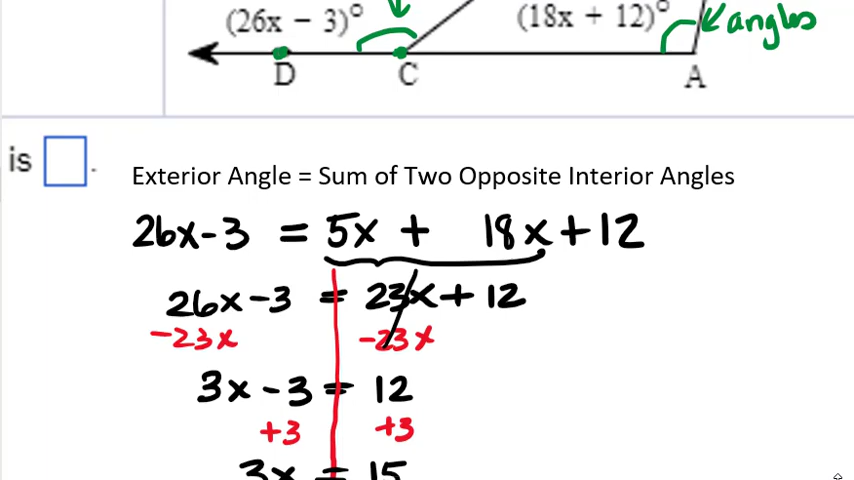 (26x − 3)° (18x + 12)° angles
D C A
is .
Exterior Angle = Sum of Two Opposite Interior Angles
26x-3 = 5x + 18x+12
26x-3 = 23x+12
-23x -23x
3x-3 = 12
+3 +3
3x = 15